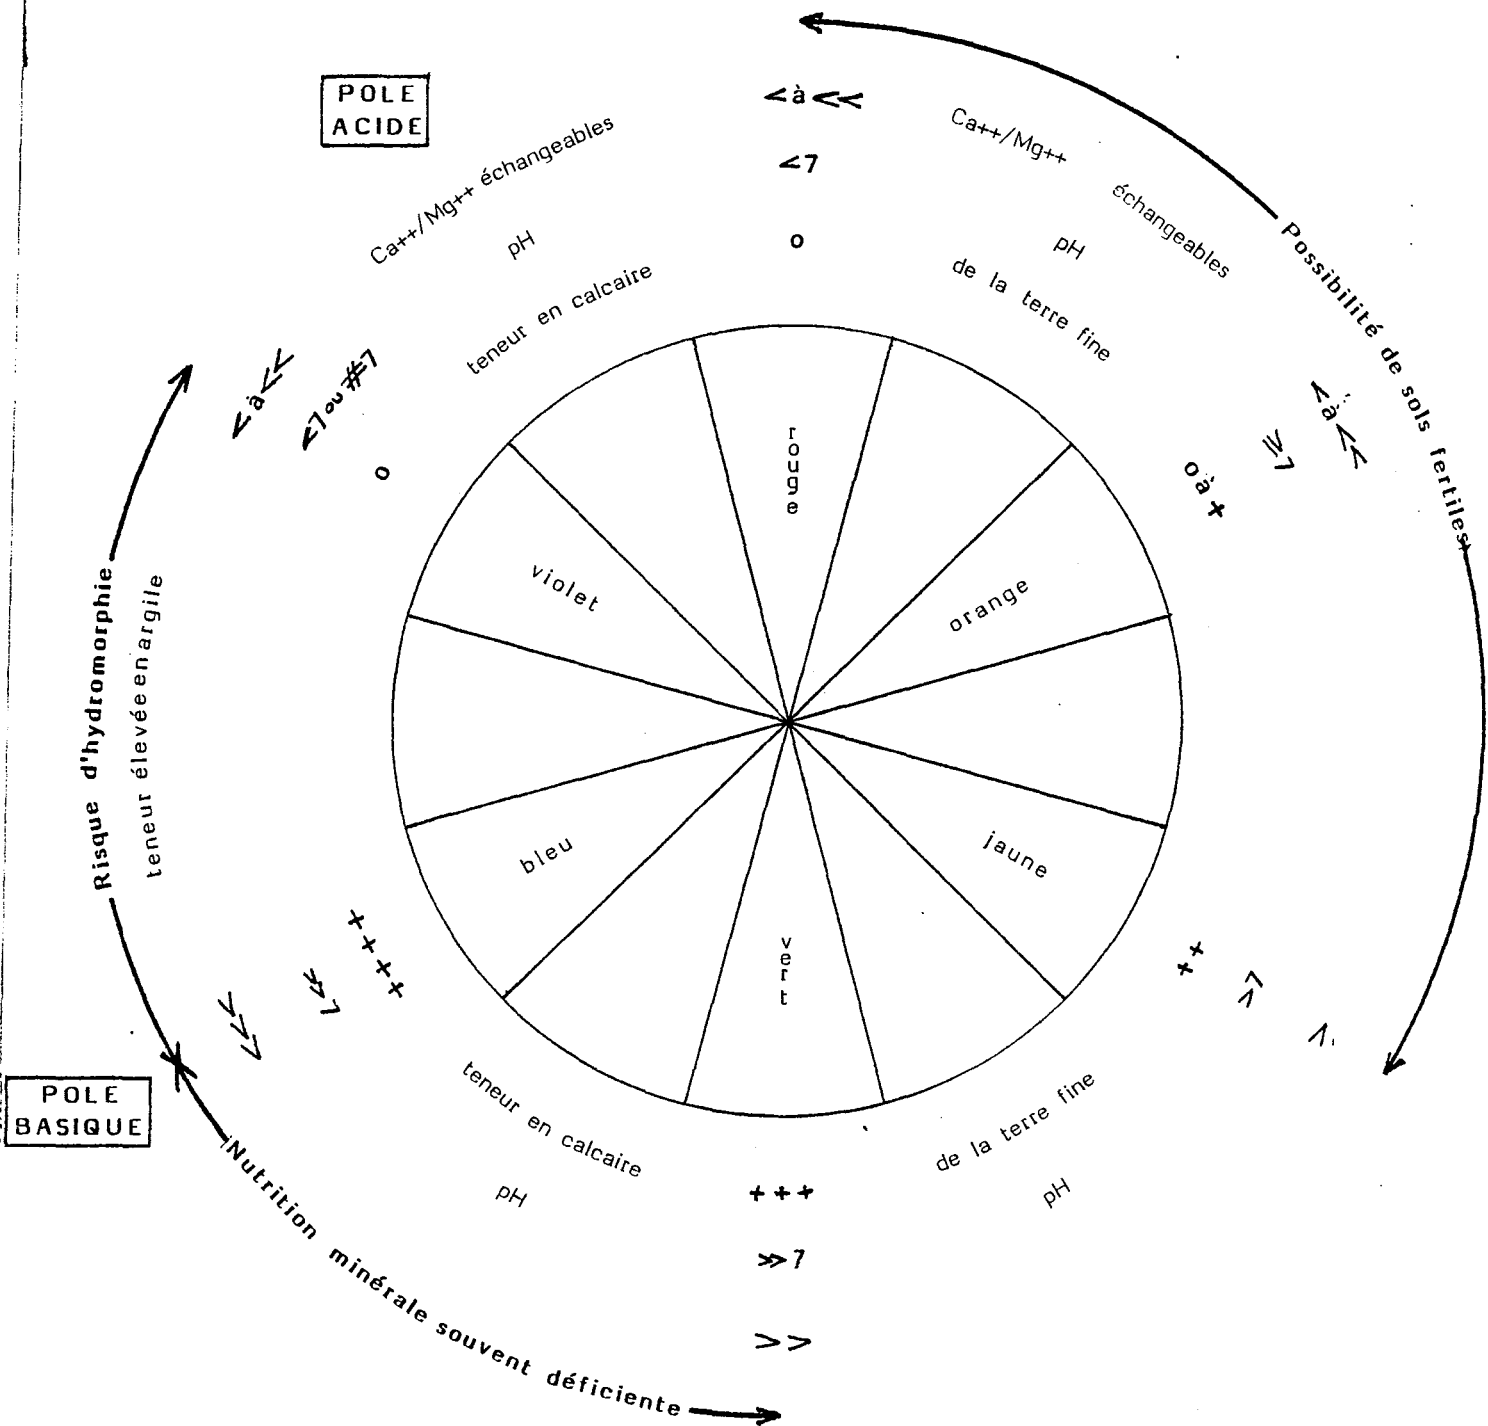 POLE
ACIDE
< à <<
Ca++/Mg++ échangeables
Ca++/Mg++ échangeables
<7
pH
pH
o
teneur en calcaire
de la terre fine
Possibilité de sols fertiles
< à <<
<7 ou #7
o
< à <<
≥7
o à +
rouge
violet
orange
Risque d'hydromorphie
teneur élevée en argile
bleu
jaune
vert
++++
>>7
>>>
++
>7
>
POLE
BASIQUE
teneur en calcaire
de la terre fine
pH
pH
+++
>>7
>>
Nutrition minérale souvent déficiente